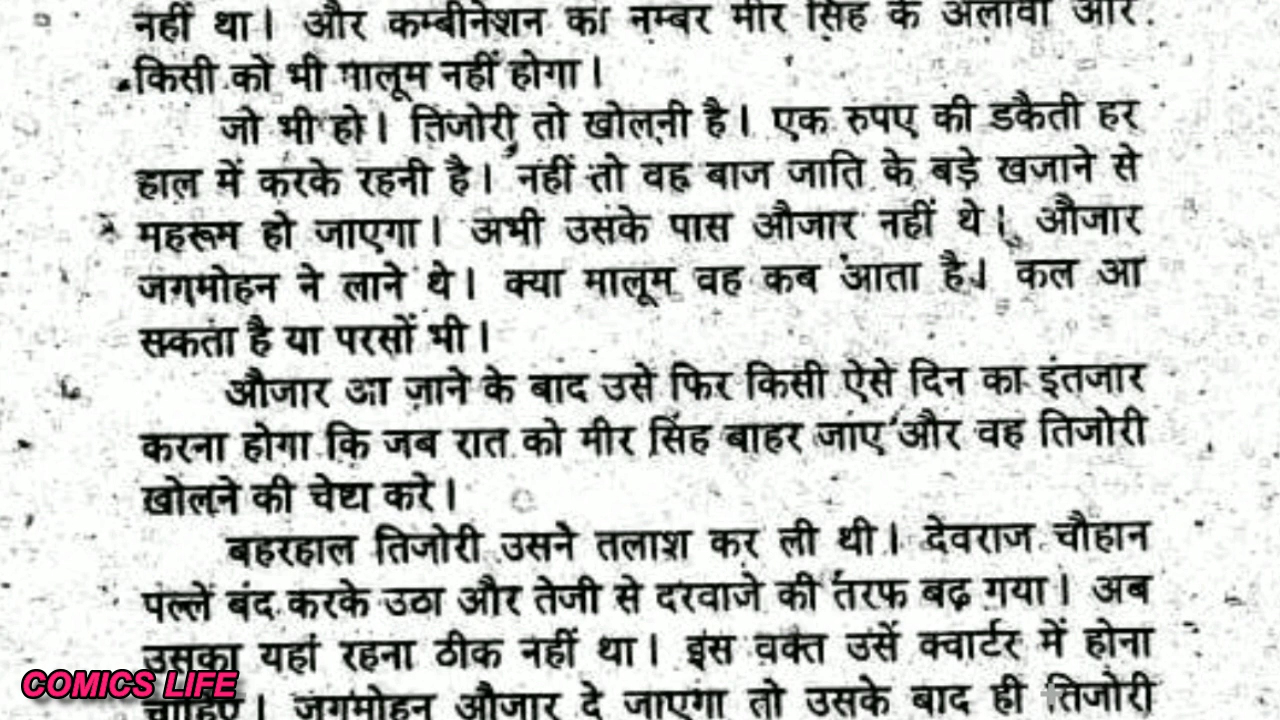 नहीं था। और कम्बीनेशन का नम्बर मीर सिंह के अलावा और
किसी को भी मालूम नहीं होगा।
जो भी हो। तिजोरी तो खोलनी है। एक रुपए की डकैती हर
हाल में करके रहनी है। नहीं तो वह बाज जाति के बड़े खजाने से
महरूम हो जाएगा। अभी उसके पास औजार नहीं थे। औजार
जगमोहन ने लाने थे। क्या मालूम वह कब आता है। कल आ
सकता है या परसों भी।
औजार आ जाने के बाद उसे फिर किसी ऐसे दिन का इंतजार
करना होगा कि जब रात को मीर सिंह बाहर जाए और वह तिजोरी
खोलने की चेष्टा करे।
बहरहाल तिजोरी उसने तलाश कर ली थी। देवराज चौहान
पल्ले बंद करके उठा और तेजी से दरवाजे की तरफ बढ़ गया। अब
उसका यहां रहना ठीक नहीं था। इस वक्त उसे क्वार्टर में होना
चाहिए। जगमोहन औजार दे जाएगा तो उसके बाद ही तिजोरी
COMICS LIFE